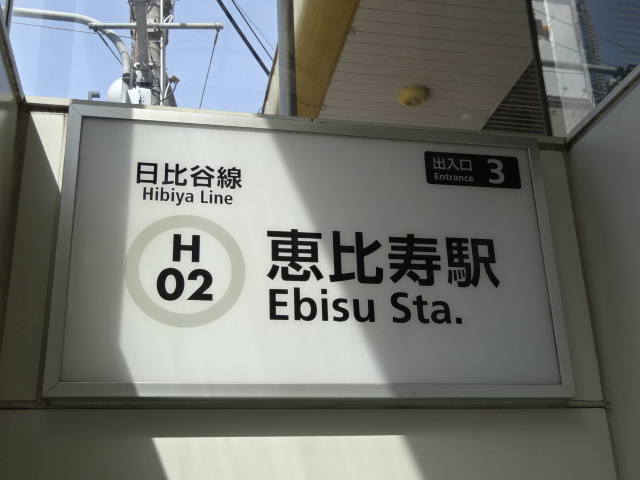 日比谷線
Hibiya Line
H
02
恵比寿駅
Ebisu Sta.
出入口
Entrance
3